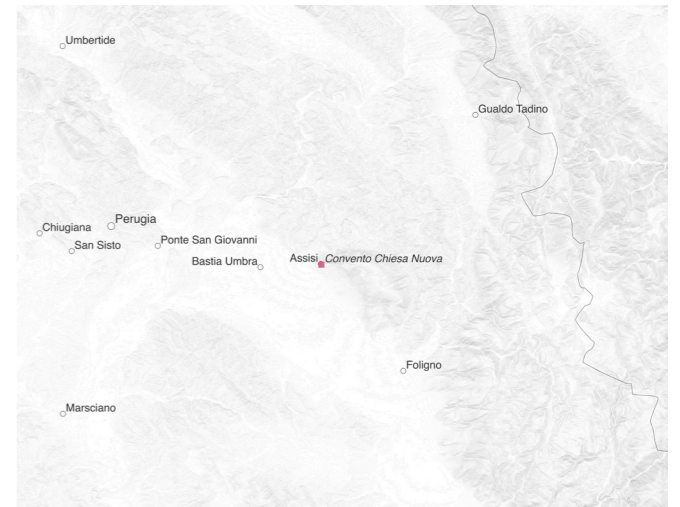 Umbertide
Gualdo Tadino
Perugia
Chiugiana
Ponte San Giovanni
San Sisto
Assisi
Convento Chiesa Nuova
Bastia Umbra
Foligno
Marsciano